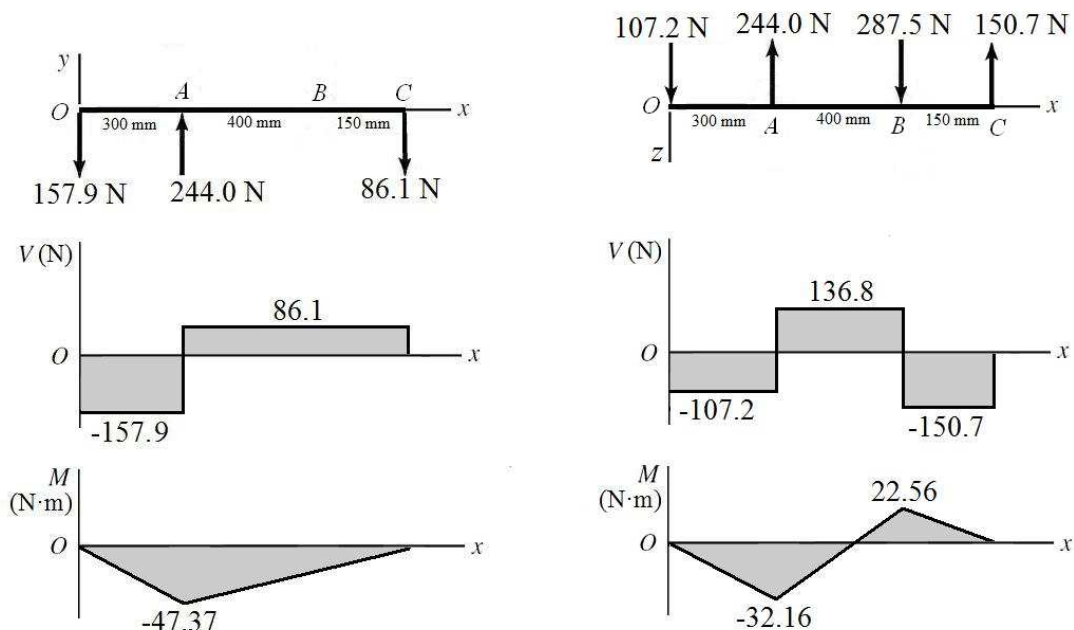 107.2 N 244.0 N 287.5 N 150.7 N
y
O A B C x
300 mm 400 mm 150 mm
157.9 N 244.0 N 86.1 N
O x
300 mm A 400 mm B 150 mm C
z
V (N)
86.1
O x
-157.9
V (N)
136.8
O x
-107.2
-150.7
M
(N·m)
O x
-47.37
M
(N·m)
22.56
O x
-32.16